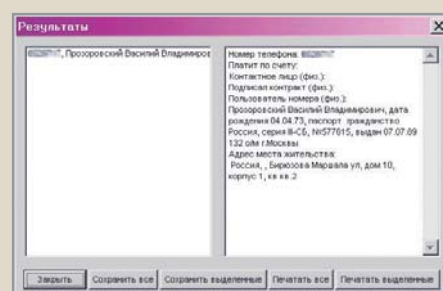 Результаты
, Прозоровский Василий Владимиров
Номер телефона:
Платит по счету:
Контактное лицо (физ.):
Подписал контракт (физ.):
Пользователь номера (физ.):
Прозоровский Василий Владимирович, дата
рождения 04.04.73, паспорт гражданство
Россия, серия III-СБ, №577615, выдан 07.07.89
132 о/м г.Москвы
Адрес места жительства:
Россия, , Бирюзова Маршала ул, дом 10,
корпус 1, кв кв.2
Закрыть
Сохранить все
Сохранить выделенные
Печатать все
Печатать выделенные